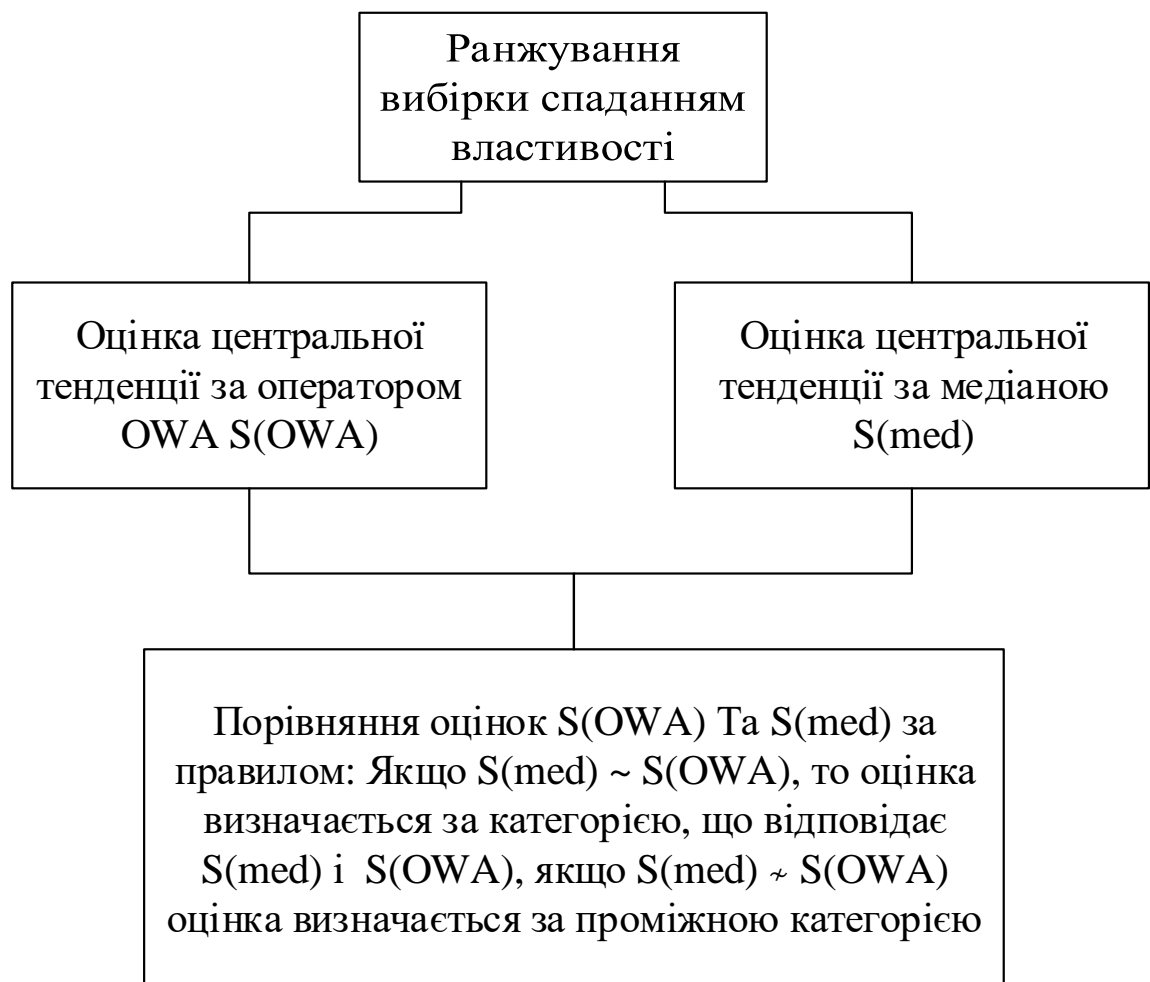 Ранжування
вибірки спаданням
властивості
Оцінка центральної
тенденції за оператором
OWA S(OWA)
Оцінка центральної
тенденції за медіаною
S(med)
Порівняння оцінок S(OWA) Та S(med) за
правилом: Якщо S(med) ~ S(OWA), то оцінка
визначається за категорією, що відповідає
S(med) і S(OWA), якщо S(med) ≁ S(OWA)
оцінка визначається за проміжною категорією